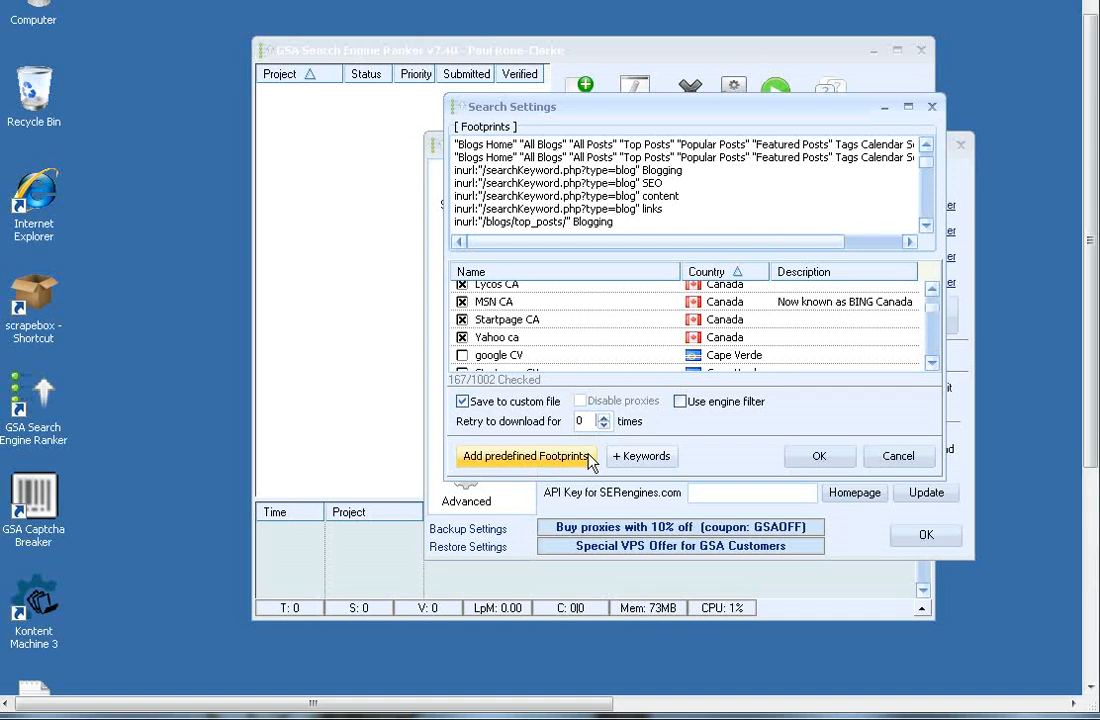 Computer
Recycle Bin
Internet
Explorer
scrapebox -
Shortcut
GSA Search
Engine Ranker
GSA Captcha
Breaker
Kontent
Machine 3
GSA Search Engine Ranker v7.40 - Paul Rone-Clarke
Project Status Priority Submitted Verified
Search Settings
[ Footprints ]
"Blogs Home" "All Blogs" "All Posts" "Top Posts" "Popular Posts" "Featured Posts" Tags Calendar S
"Blogs Home" "All Blogs" "All Posts" "Top Posts" "Popular Posts" "Featured Posts" Tags Calendar S
inurl:"/searchKeyword.php?type=blog" Blogging
inurl:"/searchKeyword.php?type=blog" SEO
inurl:"/searchKeyword.php?type=blog" content
inurl:"/searchKeyword.php?type=blog" links
inurl:"/blogs/top_posts/" Blogging
Name Country Description
Lycos CA Canada
MSN CA Canada Now known as BING Canada
Startpage CA Canada
Yahoo ca Canada
google CV Cape Verde
167/1002 Checked
Save to custom file Disable proxies Use engine filter
Retry to download for 0 times
Add predefined Footprints + Keywords OK Cancel
Advanced
API Key for SERengines.com Homepage Update
Backup Settings Buy proxies with 10% off (coupon: GSAOFF)
Restore Settings Special VPS Offer for GSA Customers
OK
Time Project
T: 0 S: 0 V: 0 LpM: 0.00 C: 0|0 Mem: 73MB CPU: 1%